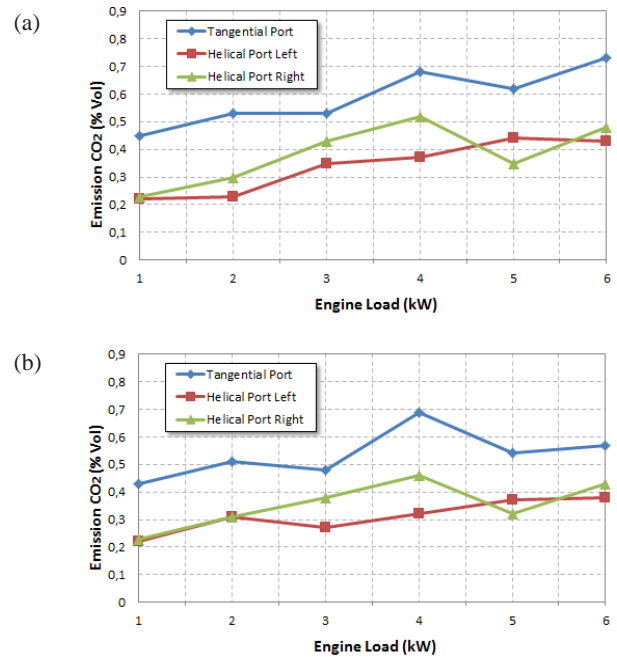 (a)
0,9
0,8
0,7
0,6
0,5
0,4
0,3
0,2
0,1
0
Emission CO2 (% Vol)
Tangential Port
Helical Port Left
Helical Port Right
1 2 3 4 5 6
Engine Load (kW)
(b)
0,9
0,8
0,7
0,6
0,5
0,4
0,3
0,2
0,1
0
Emission CO2 (% Vol)
Tangential Port
Helical Port Left
Helical Port Right
1 2 3 4 5 6
Engine Load (kW)